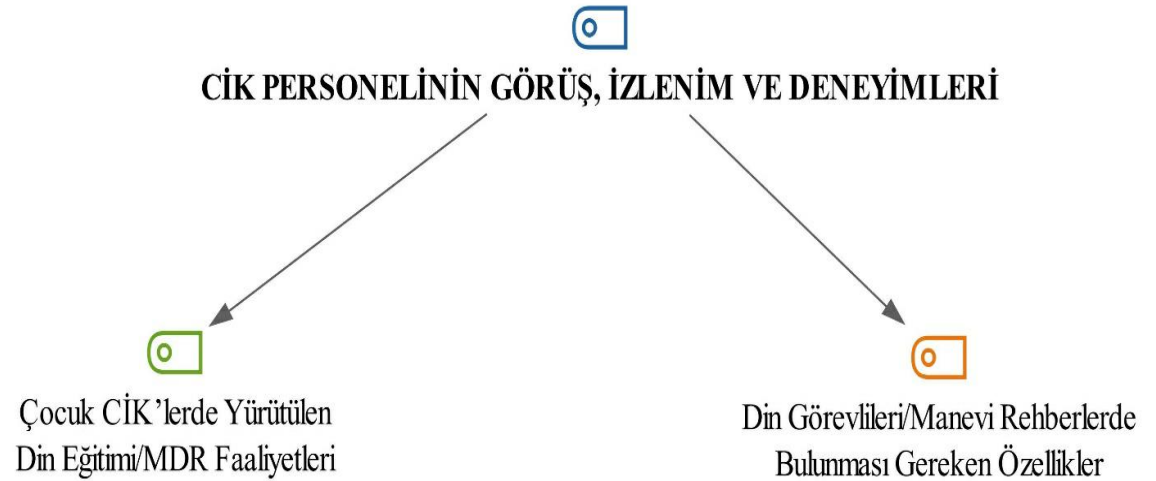 CİK PERSONELİNİN GÖRÜŞ, İZLENİM VE DENEYİMLERİ
Çocuk CİK’lerde Yürütülen
Din Eğitimi/MDR Faaliyetleri
Din Görevlileri/Manevi Rehberlerde
Bulunması Gereken Özellikler